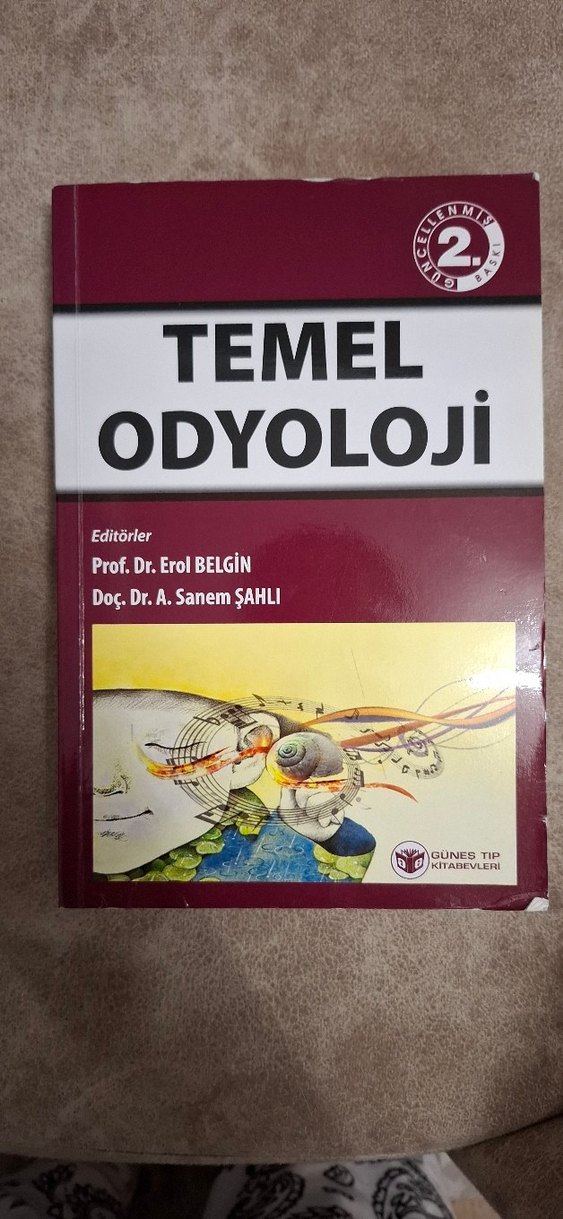 GÜNCELLENMİŞ
2.
BASKI
TEMEL
ODYOLOJİ
Editörler
Prof. Dr. Erol BELGİN
Doç. Dr. A. Sanem ŞAHLI
GÜNEŞ TIP
KİTABEVLERİ